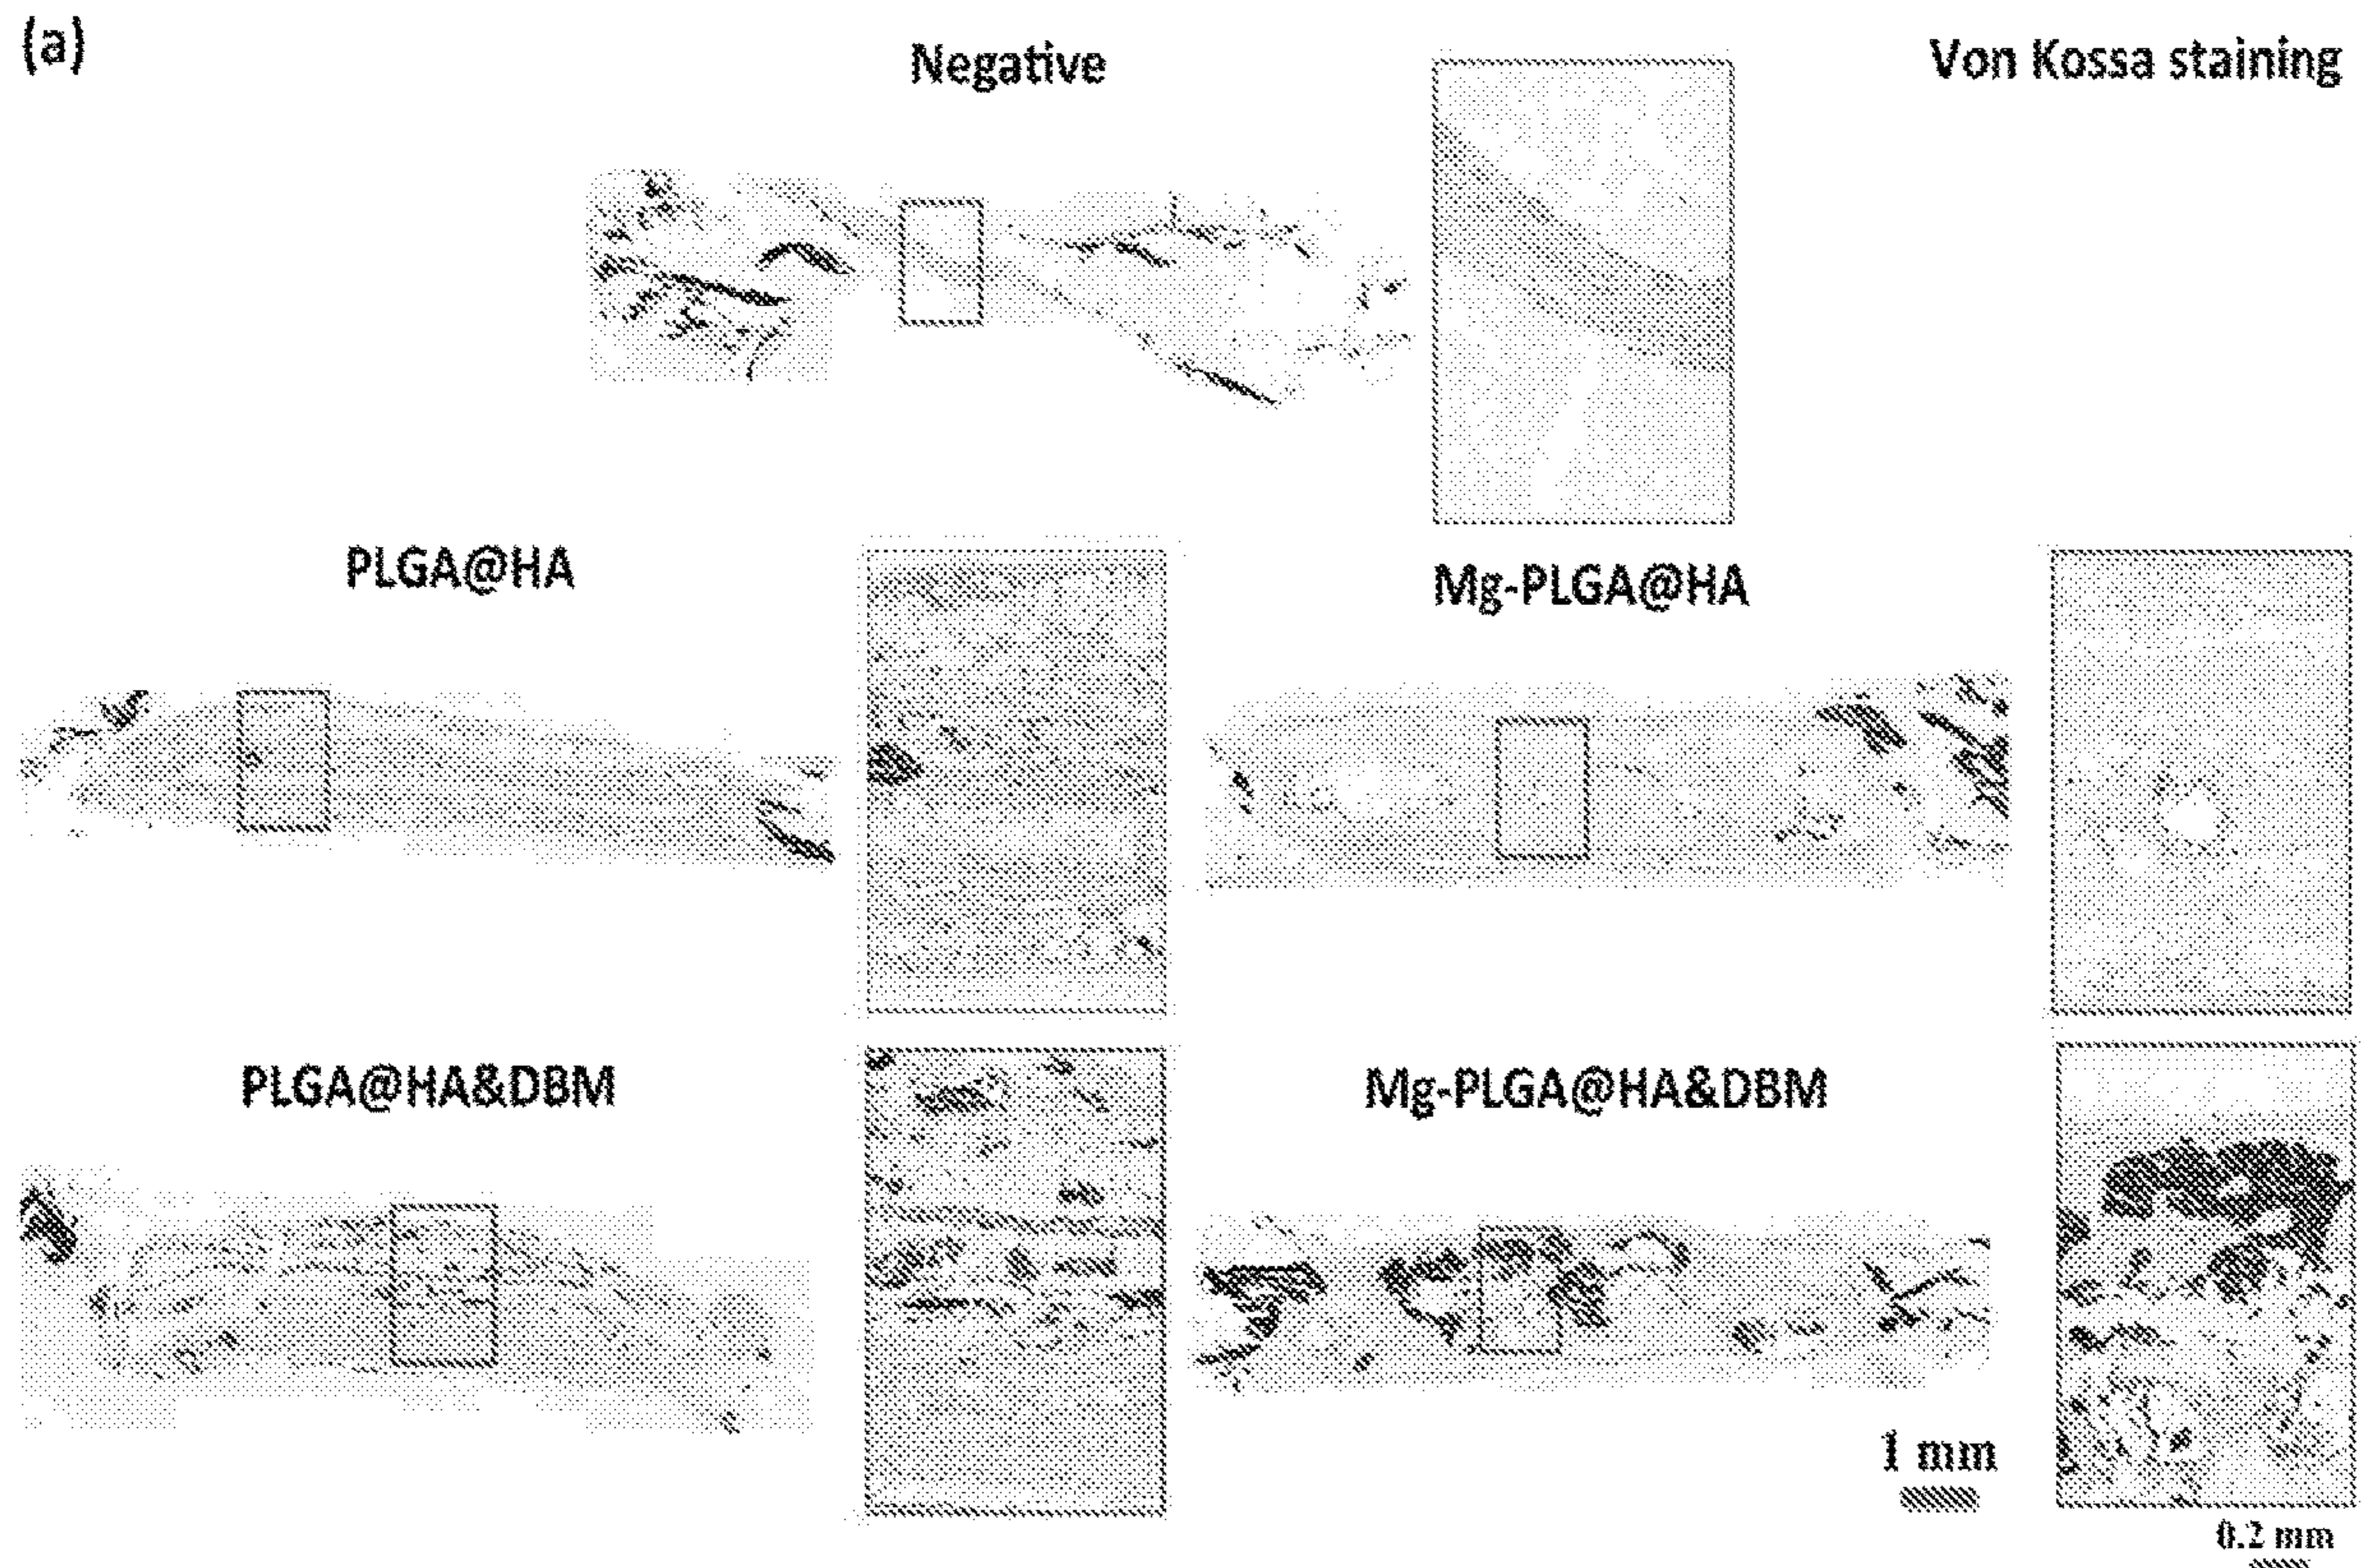 (a)
Negative
Von Kossa staining
PLGA@HA
Mg-PLGA@HA
PLGA@HA&DBM
Mg-PLGA@HA&DBM
1 mm
0.2 mm